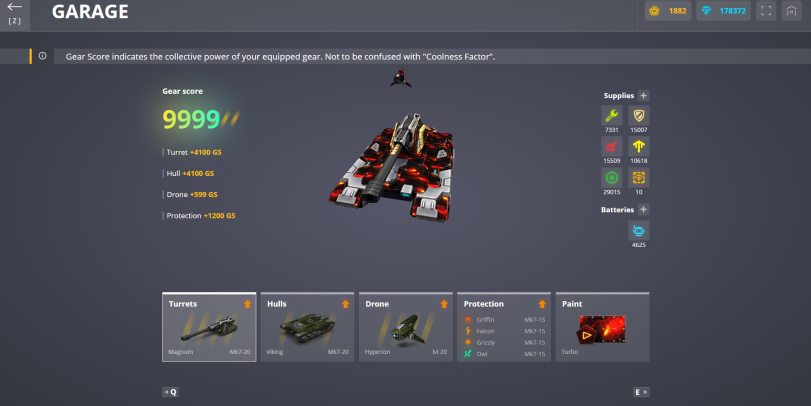 [ Z ]
GARAGE
1882
178372
Gear Score indicates the collective power of your equipped gear. Not to be confused with "Coolness Factor".
Gear score
9999
Turret +4100 GS
Hull +4100 GS
Drone +599 GS
Protection +1200 GS
Supplies +
7331
15007
15509
10618
29015
10
Batteries +
4625
Turrets
Magnum Mk7-20
Hulls
Viking Mk7-20
Drone
Hyperion lvl 20
Protection
Griffin Mk7-15
Falcon Mk7-15
Grizzly Mk7-15
Owl Mk7-15
Paint
Turbo
Q
E